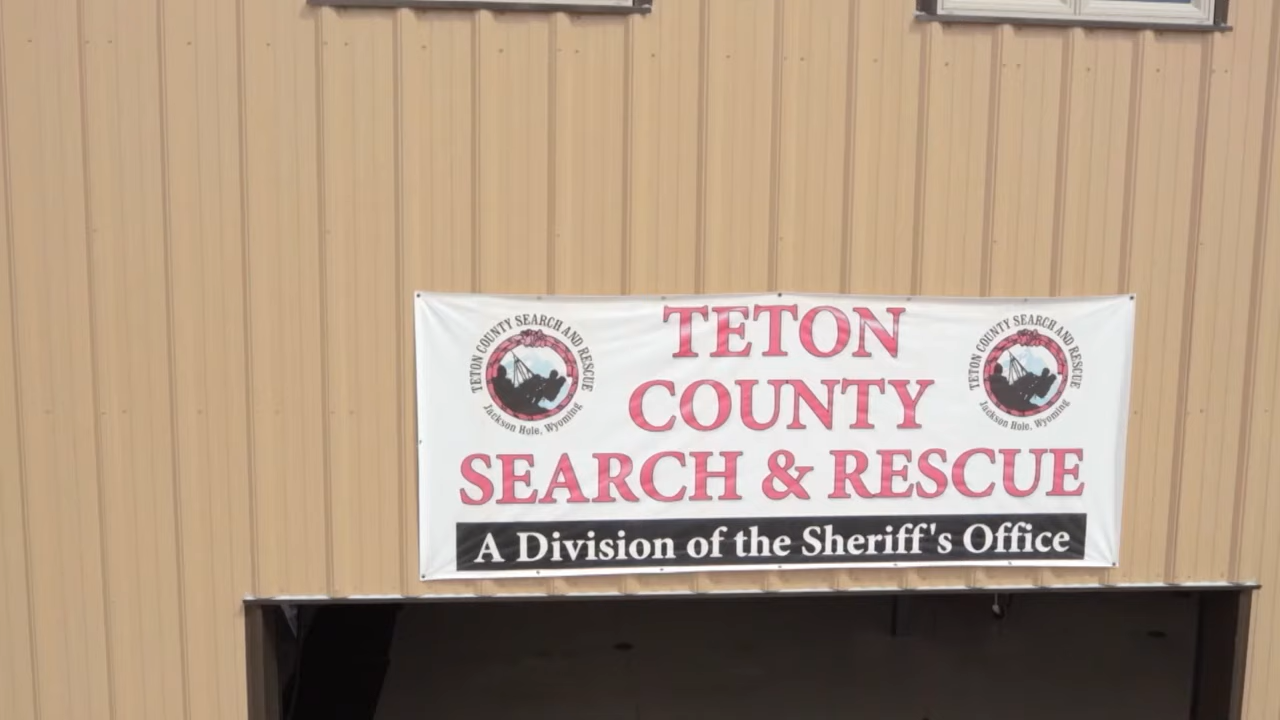 TETON
COUNTY
SEARCH & RESCUE
A Division of the Sheriff's Office
TETON COUNTY SEARCH AND RESCUE
Jackson Hole, Wyoming
TETON COUNTY SEARCH AND RESCUE
Jackson Hole, Wyoming